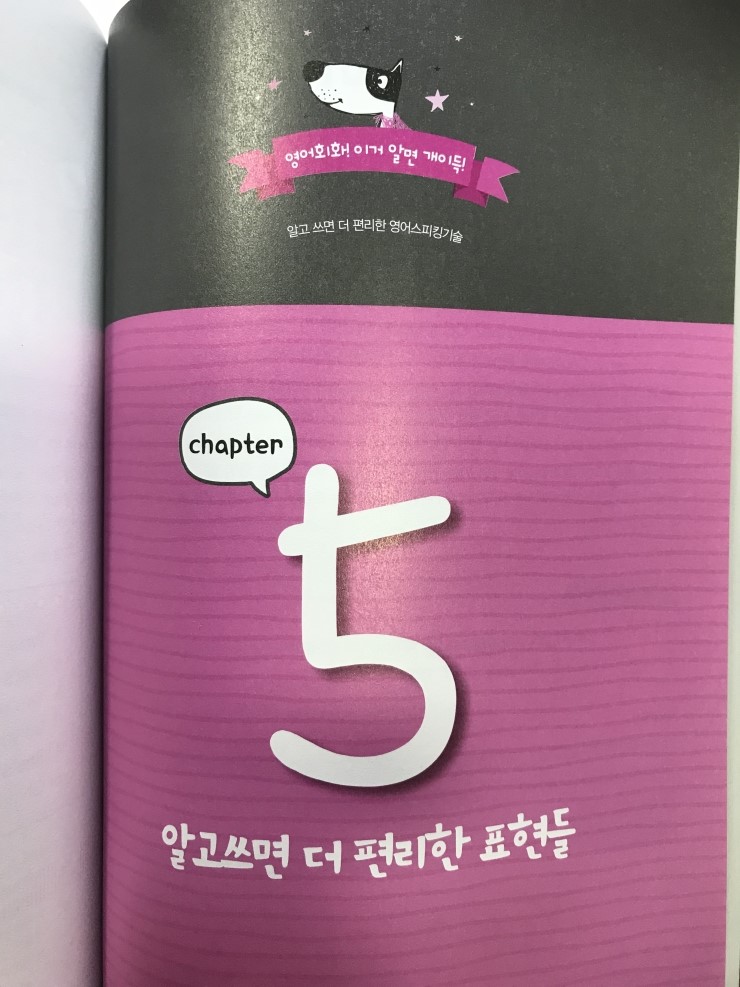 영어회화! 이거 알면 개이득!
알고 쓰면 더 편리한 영어스피킹기술
chapter
5
알고쓰면 더 편리한 표현들